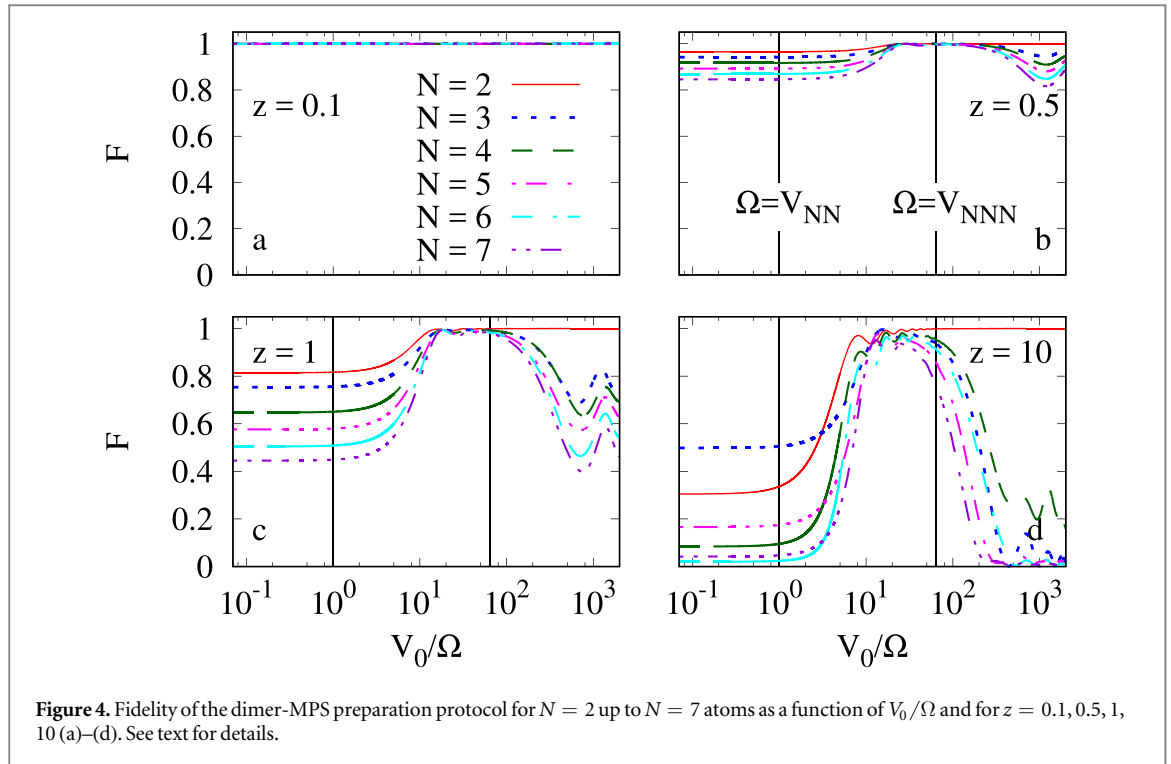 1
0.8
0.6
0.4
0.2
0
F
z = 0.1
N = 2
N = 3
N = 4
N = 5
N = 6
N = 7
a
z = 0.5
Ω=V_NN
Ω=V_NNN
b
1
0.8
0.6
0.4
0.2
0
F
z = 1
c
10^-1
10^0
10^1
10^2
10^3
V_0/Ω
z = 10
d
10^-1
10^0
10^1
10^2
10^3
V_0/Ω
Figure 4. Fidelity of the dimer-MPS preparation protocol for N = 2 up to N = 7 atoms as a function of V_0/Ω and for z = 0.1, 0.5, 1,
10 (a)–(d). See text for details.